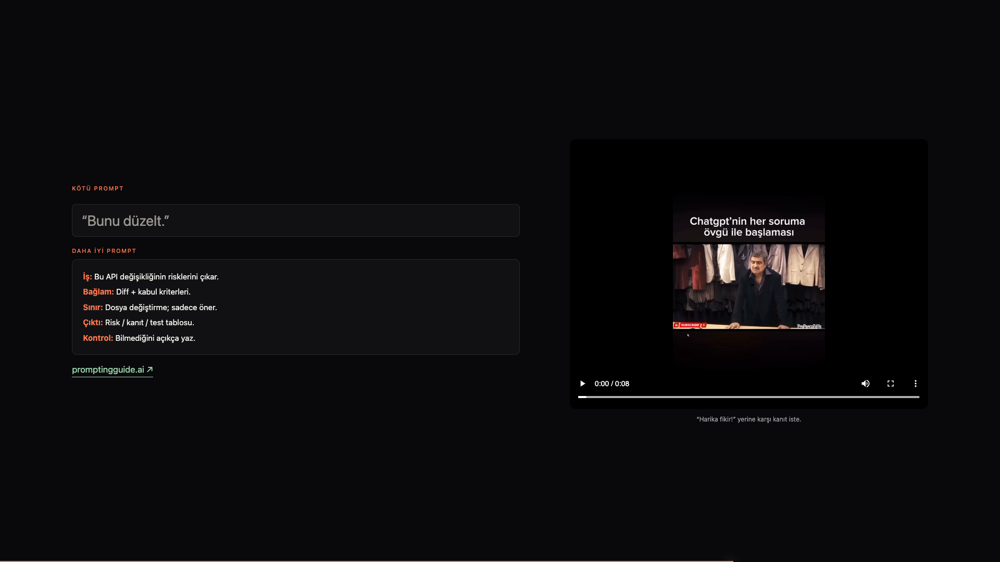 KÖTÜ PROMPT
“Bunu düzelt.”
DAHA İYİ PROMPT
İş: Bu API değişikliğinin risklerini çıkar.
Bağlam: Diff + kabul kriterleri.
Sınır: Dosya değiştirme; sadece öner.
Çıktı: Risk / kanıt / test tablosu.
Kontrol: Bilmediğini açıkça yaz.
promptingguide.ai ↗
Chatgpt’nin her soruma
övgü ile başlaması
SUBSCRIBE
ProPancoEdits
0:00 / 0:08
“Harika fikir!” yerine karşı kanıt iste.